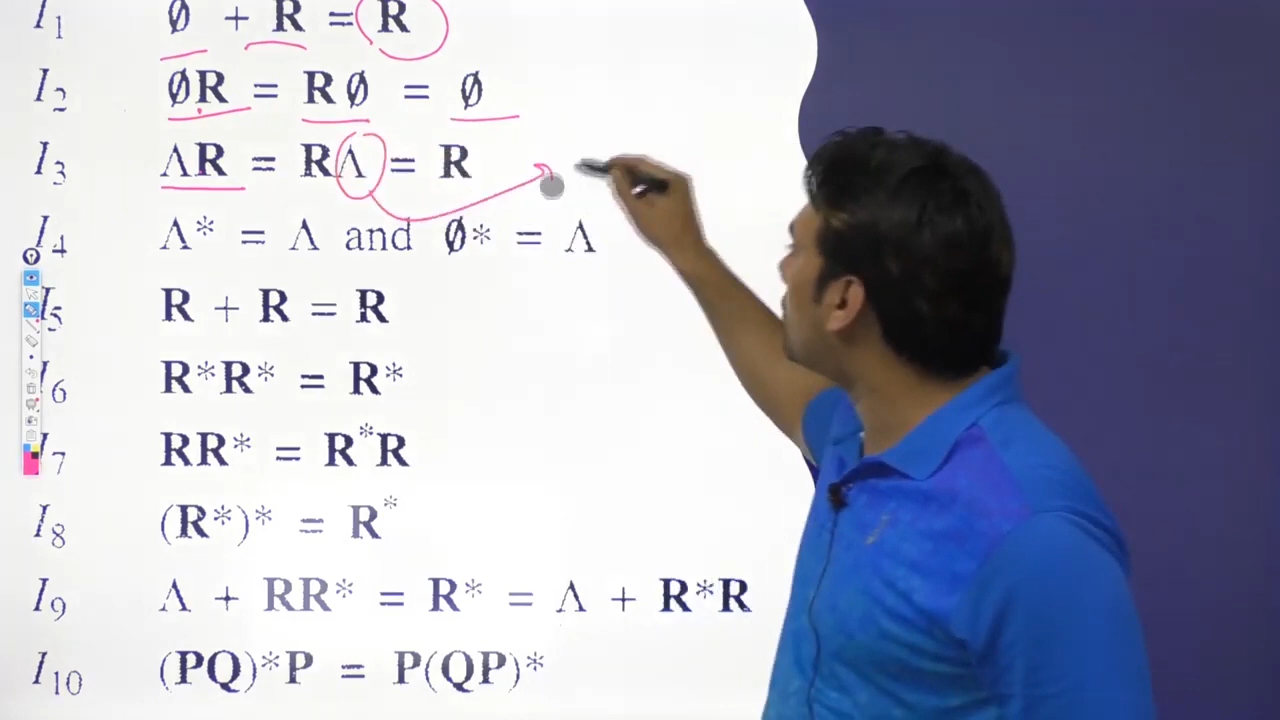 I₁ ∅ + R = R
I₂ ∅R = R∅ = ∅
I₃ ΛR = RΛ = R
I₄ Λ* = Λ and ∅* = Λ
I₅ R + R = R
I₆ R*R* = R*
I₇ RR* = R*R
I₈ (R*)* = R*
I₉ Λ + RR* = R* = Λ + R*R
I₁₀ (PQ)*P = P(QP)*